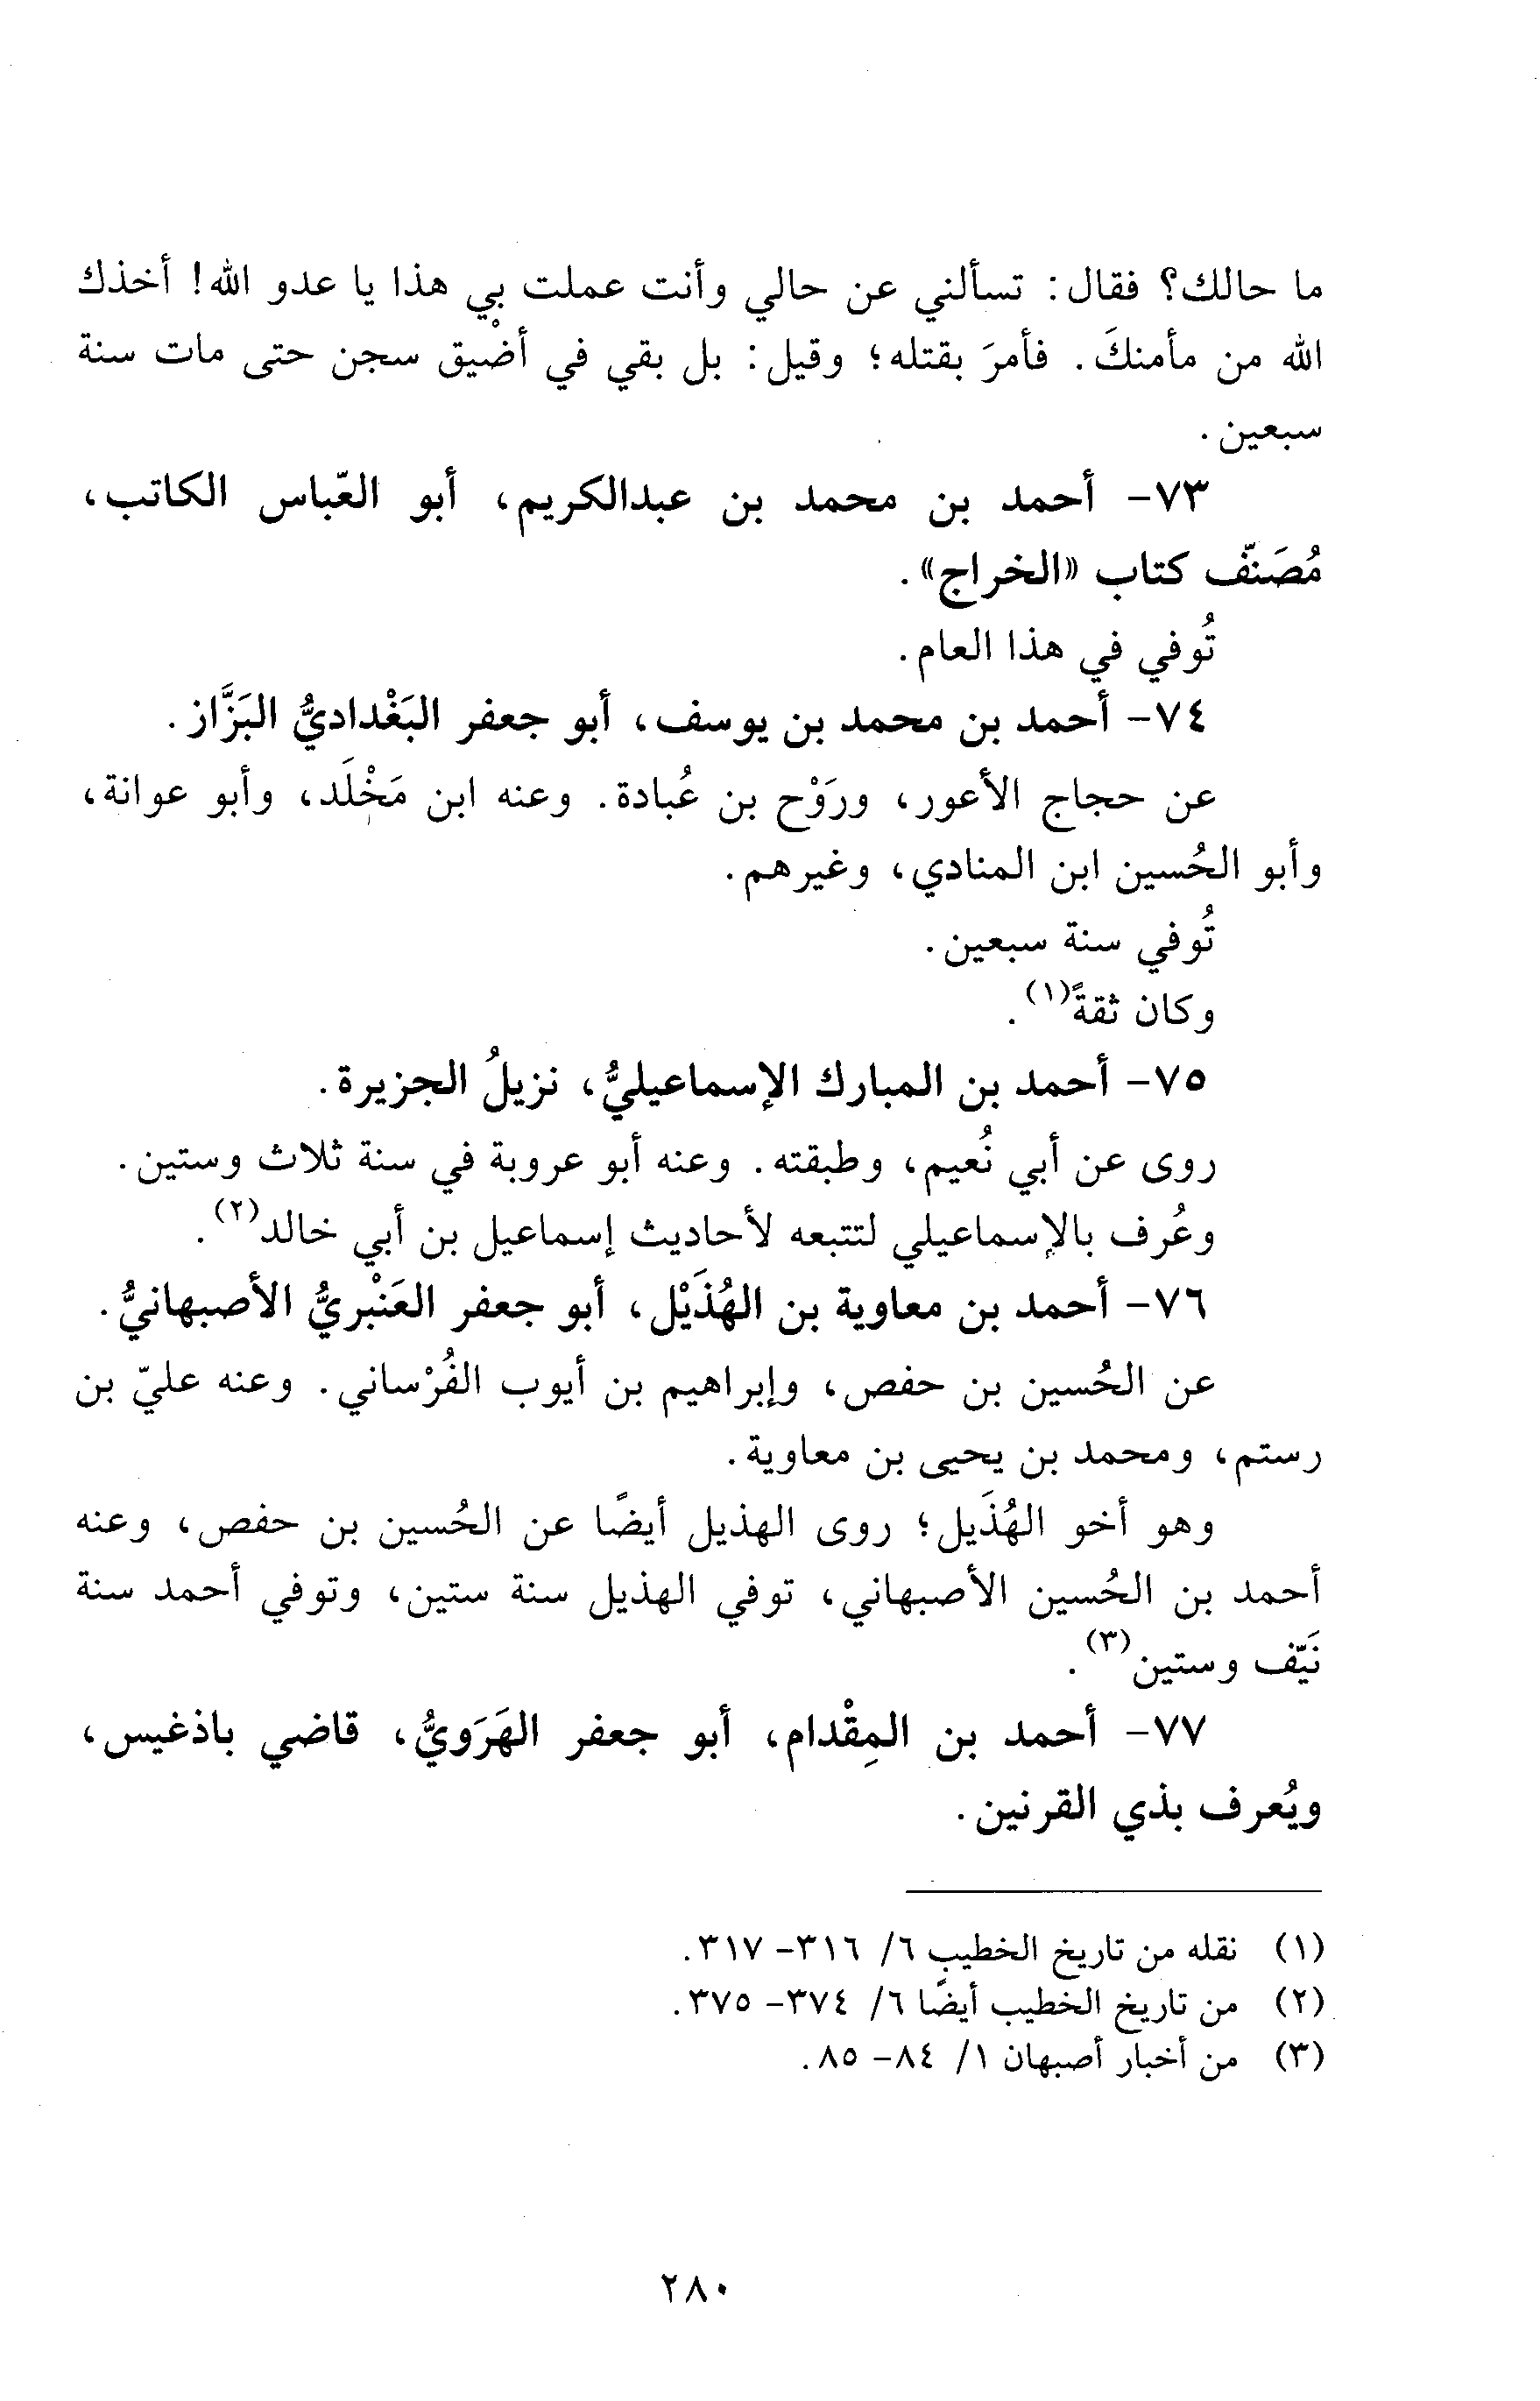 ما حالك؟ فقال: تسألني عن حالي وأنت عملت بي هذا يا عدو الله! أخذك
الله من مأمنكَ. فأمرَ بقتله؛ وقيل: بل بقي في أضْيق سجن حتى مات سنة
سبعين.
٧٣- أحمد بن محمد بن عبدالكريم، أبو العّباس الكاتب،
مُصَنّف كتاب «الخراج».
تُوفي في هذا العام.
٧٤- أحمد بن محمد بن يوسف، أبو جعفر البَغْداديُّ البَزَّاز.
عن حجاج الأعور، ورَوْح بن عُبادة. وعنه ابن مَخْلَد، وأبو عوانة،
وأبو الحُسين ابن المنادي، وغيرهم.
تُوفي سنة سبعين.
وكان ثقةً(١).
٧٥- أحمد بن المبارك الإسماعيليُّ، نزيلُ الجزيرة.
روى عن أبي نُعيم، وطبقته. وعنه أبو عروبة في سنة ثلاث وستين.
وعُرف بالإسماعيلي لتتبعه لأحاديث إسماعيل بن أبي خالد(٢).
٧٦- أحمد بن معاوية بن الهُذَيْل، أبو جعفر العَنْبريُّ الأصبهانيُّ.
عن الحُسين بن حفص، وإبراهيم بن أيوب الفُرْساني. وعنه عليّ بن
رستم، ومحمد بن يحيى بن معاوية.
وهو أخو الهُذَيل؛ روى الهذيل أيضًا عن الحُسين بن حفص، وعنه
أحمد بن الحُسين الأصبهاني، توفي الهذيل سنة ستين، وتوفي أحمد سنة
نَيّف وستين(٣).
٧٧- أحمد بن المِقْدام، أبو جعفر الهَرَويُّ، قاضي باذغيس،
ويُعرف بذي القرنين.
(١) نقله من تاريخ الخطيب ٦/ ٣١٦- ٣١٧.
(٢) من تاريخ الخطيب أيضًا ٦/ ٣٧٤- ٣٧٥.
(٣) من أخبار أصبهان ١/ ٨٤- ٨٥.
٢٨٠